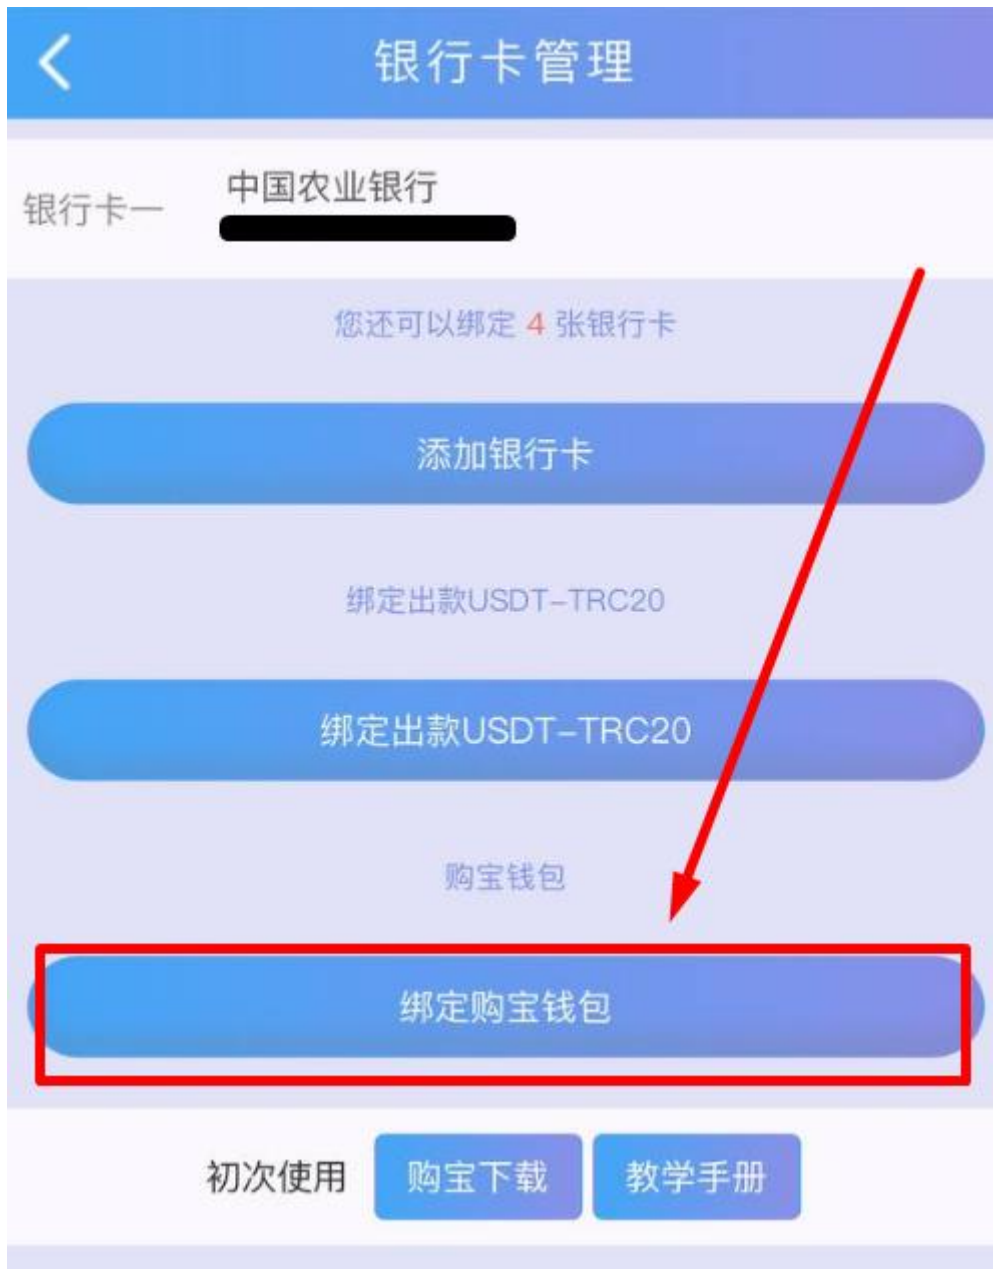 银行卡管理
银行卡一
中国农业银行
您还可以绑定 4 张银行卡
添加银行卡
绑定出款USDT-TRC20
绑定出款USDT-TRC20
购宝钱包
绑定购宝钱包
初次使用 购宝下载 教学手册